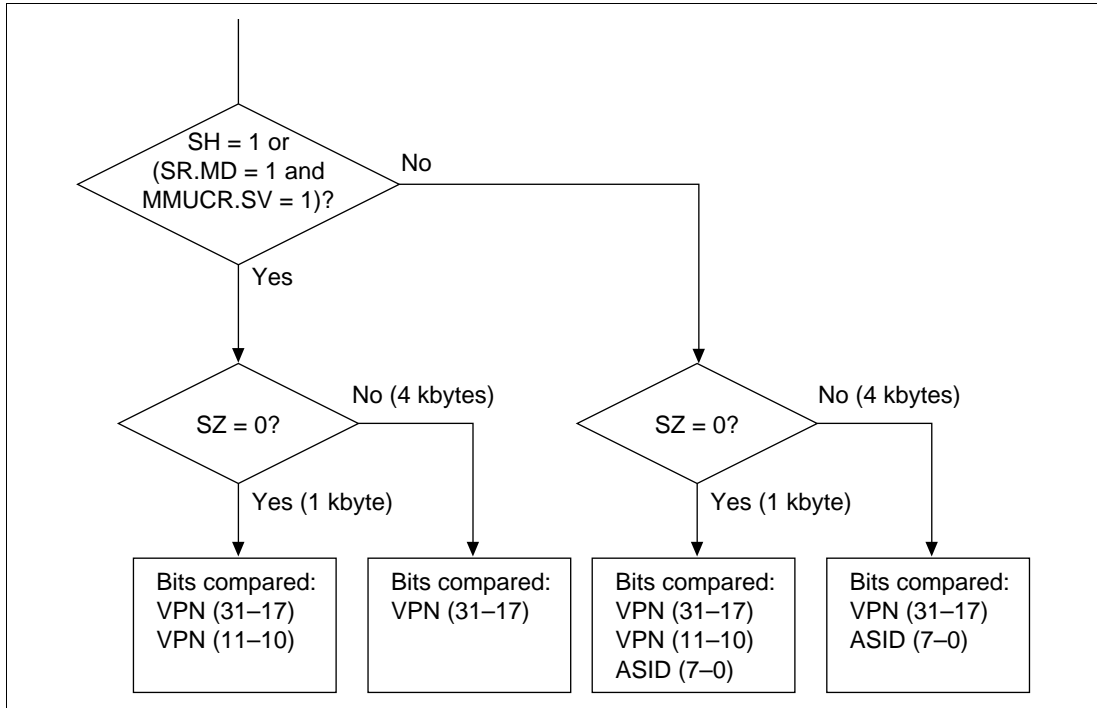 SH = 1 or
(SR.MD = 1 and
MMUCR.SV = 1)?
No
Yes
SZ = 0?
No (4 kbytes)
Yes (1 kbyte)
SZ = 0?
No (4 kbytes)
Yes (1 kbyte)
Bits compared:
VPN (31–17)
VPN (11–10)
Bits compared:
VPN (31–17)
Bits compared:
VPN (31–17)
VPN (11–10)
ASID (7–0)
Bits compared:
VPN (31–17)
ASID (7–0)